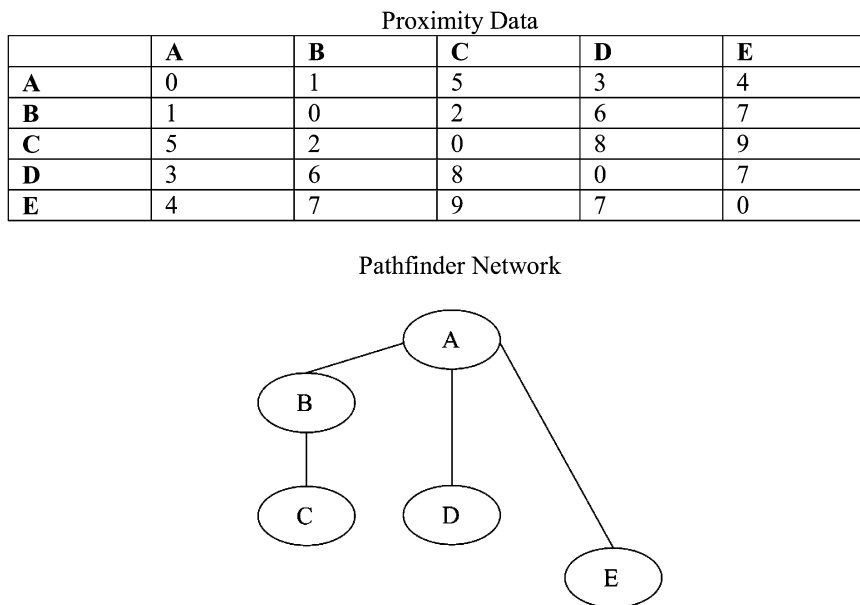 Proximity Data
A B C D E
A 0 1 5 3 4
B 1 0 2 6 7
C 5 2 0 8 9
D 3 6 8 0 7
E 4 7 9 7 0
Pathfinder Network
A
B
C D
E